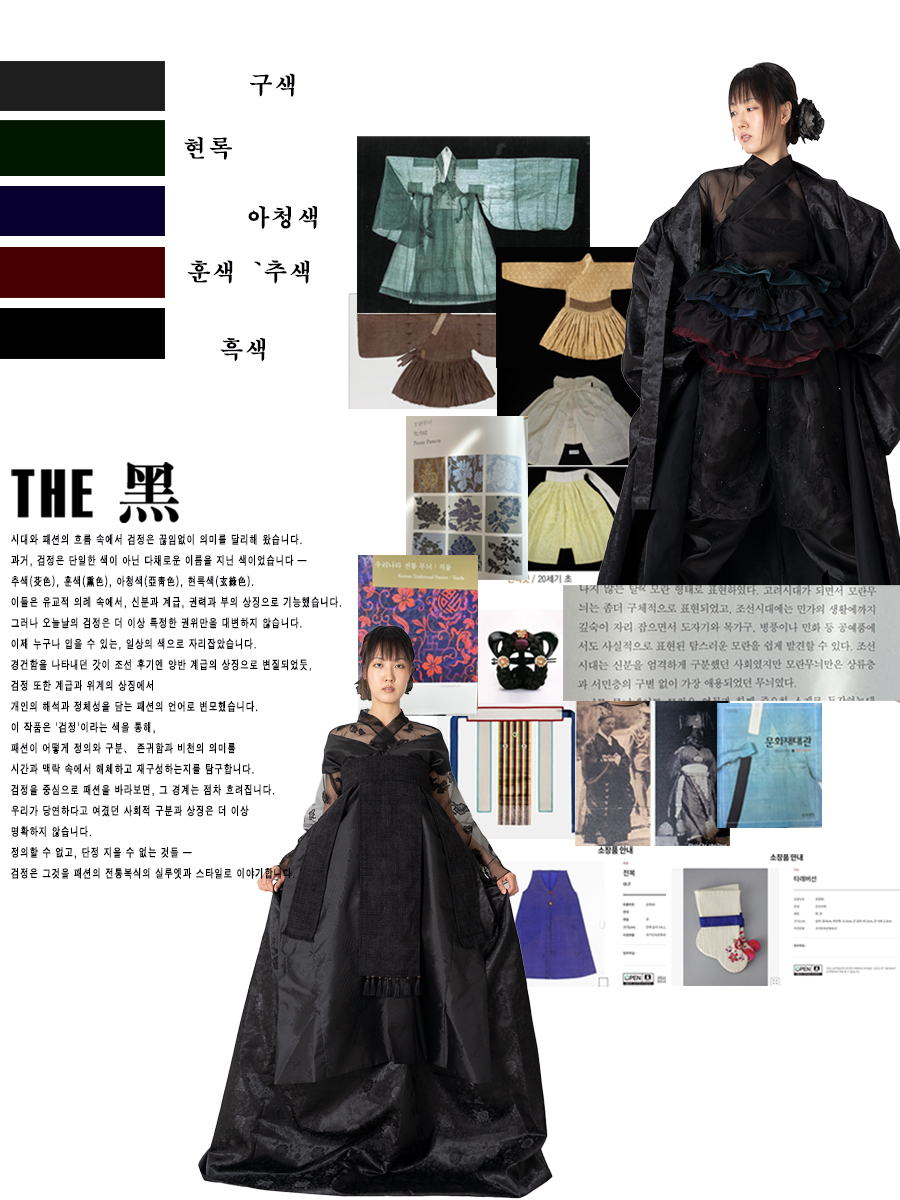 구색
현록
아청색
훈색 `추색
흑색
THE 黑
시대와 패션의 흐름 속에서 검정은 끊임없이 의미를 달리해 왔습니다.
과거, 검정은 단일한 색이 아닌 다채로운 이름을 지닌 색이었습니다 —
추색(芟色), 훈색(薰色), 아청색(亞靑色), 현록색(玄綠色).
이들은 유교적 의례 속에서, 신분과 계급, 권력과 부의 상징으로 기능했습니다.
그러나 오늘날의 검정은 더 이상 특정한 권위만을 대변하지 않습니다.
이제 누구나 입을 수 있는, 일상의 색으로 자리잡았습니다.
경건함을 나타내던 갓이 조선 후기엔 양반 계급의 상징으로 변질되었듯,
검정 또한 계급과 위계의 상징에서
개인의 해석과 정체성을 담는 패션의 언어로 변모했습니다.
이 작품은 '검정'이라는 색을 통해,
패션이 어떻게 정의와 구분、 존귀함과 비천의 의미를
시간과 맥락 속에서 해체하고 재구성하는지를 탐구합니다.
검정을 중심으로 패션을 바라보면, 그 경계는 점차 흐려집니다.
우리가 당연하다고 여겼던 사회적 구분과 상징은 더 이상
명확하지 않습니다.
정의할 수 없고, 단정 지을 수 없는 것들 —
검정은 그것을 패션의 전통복식의 실루엣과 스타일로 이야기합니다.
Peony Pattern
/ 20세기 초
우리나라 전통 무늬 1 직물
Korean Traditional Patterns 1 Textile
나지 않은 탈속 모란 형태로 표현하였다. 고려시대가 되면서 모란무
늬는 좀더 구체적으로 표현되었고, 조선시대에는 민가의 생활에까지
깊숙이 자리 잡으면서 도자기와 목가구, 병풍이나 민화 등 공예품에
서도 사실적으로 표현된 탐스러운 모란을 쉽게 발견할 수 있다. 조선
시대는 신분을 엄격하게 구분했던 사회였지만 모란무늬만은 상류층
과 서민층의 구별 없이 가장 애용되었던 무늬였다.
문화재대관
소장품 안내
전복
소장품 안내
타래버선
OPEN
OPEN